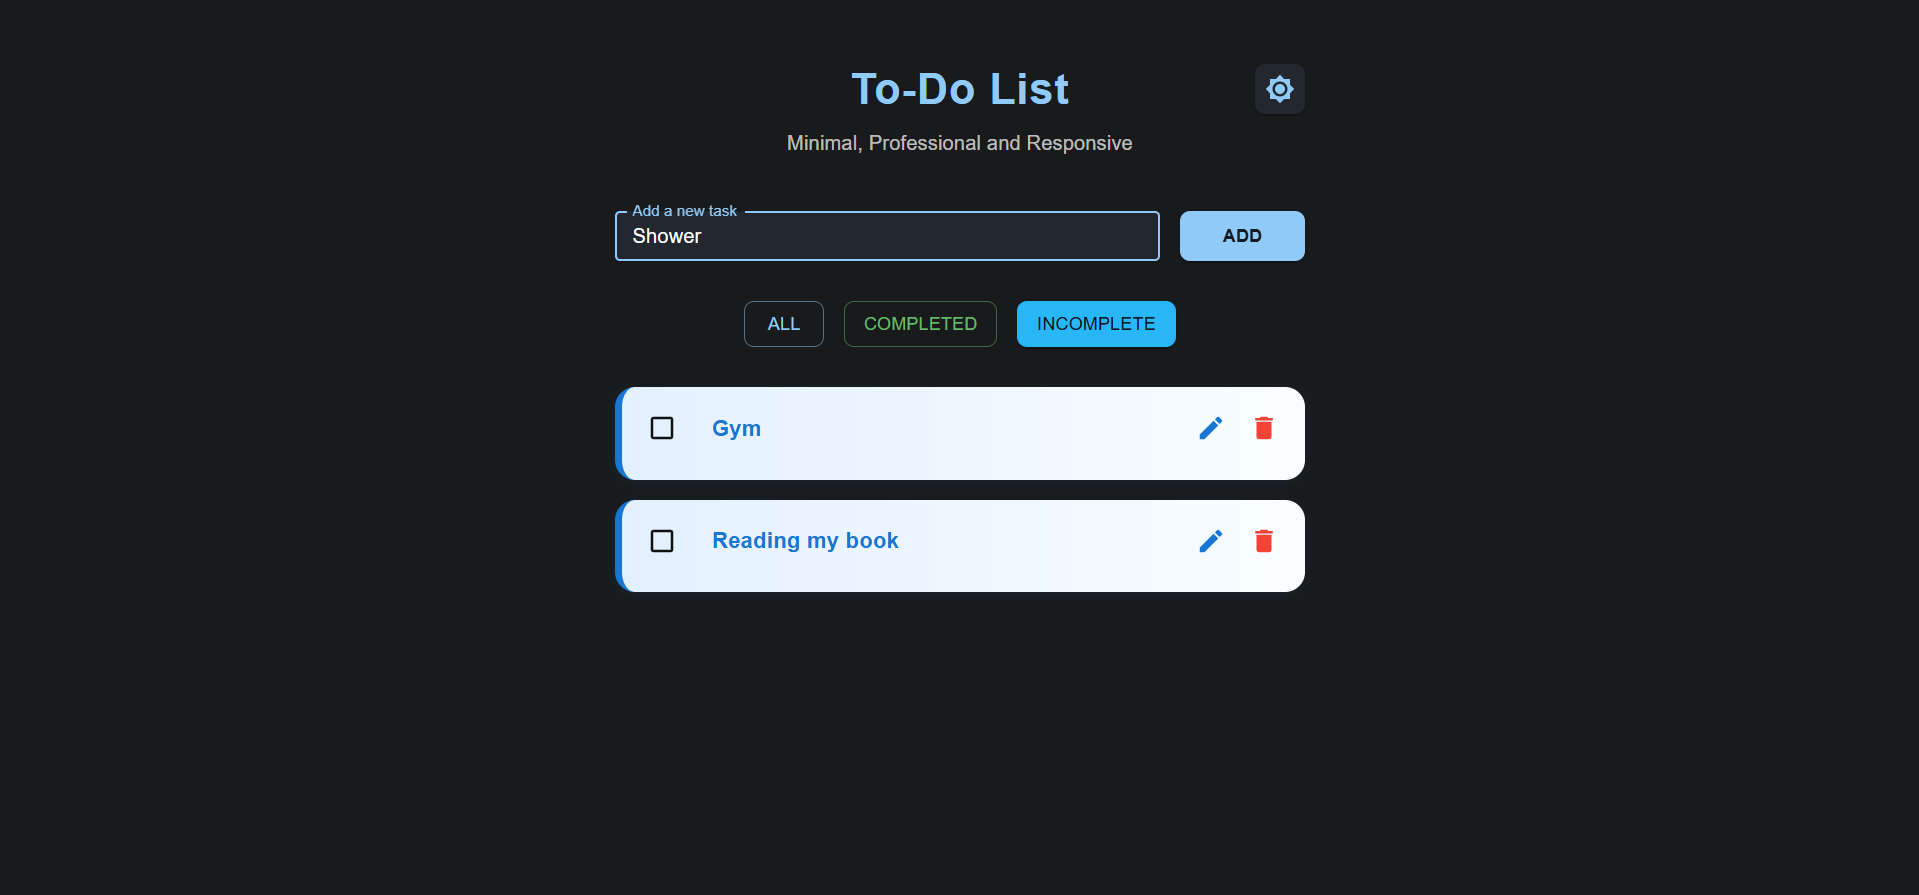 To-Do List
Minimal, Professional and Responsive
Add a new task
Shower
ADD
ALL
COMPLETED
INCOMPLETE
Gym
Reading my book